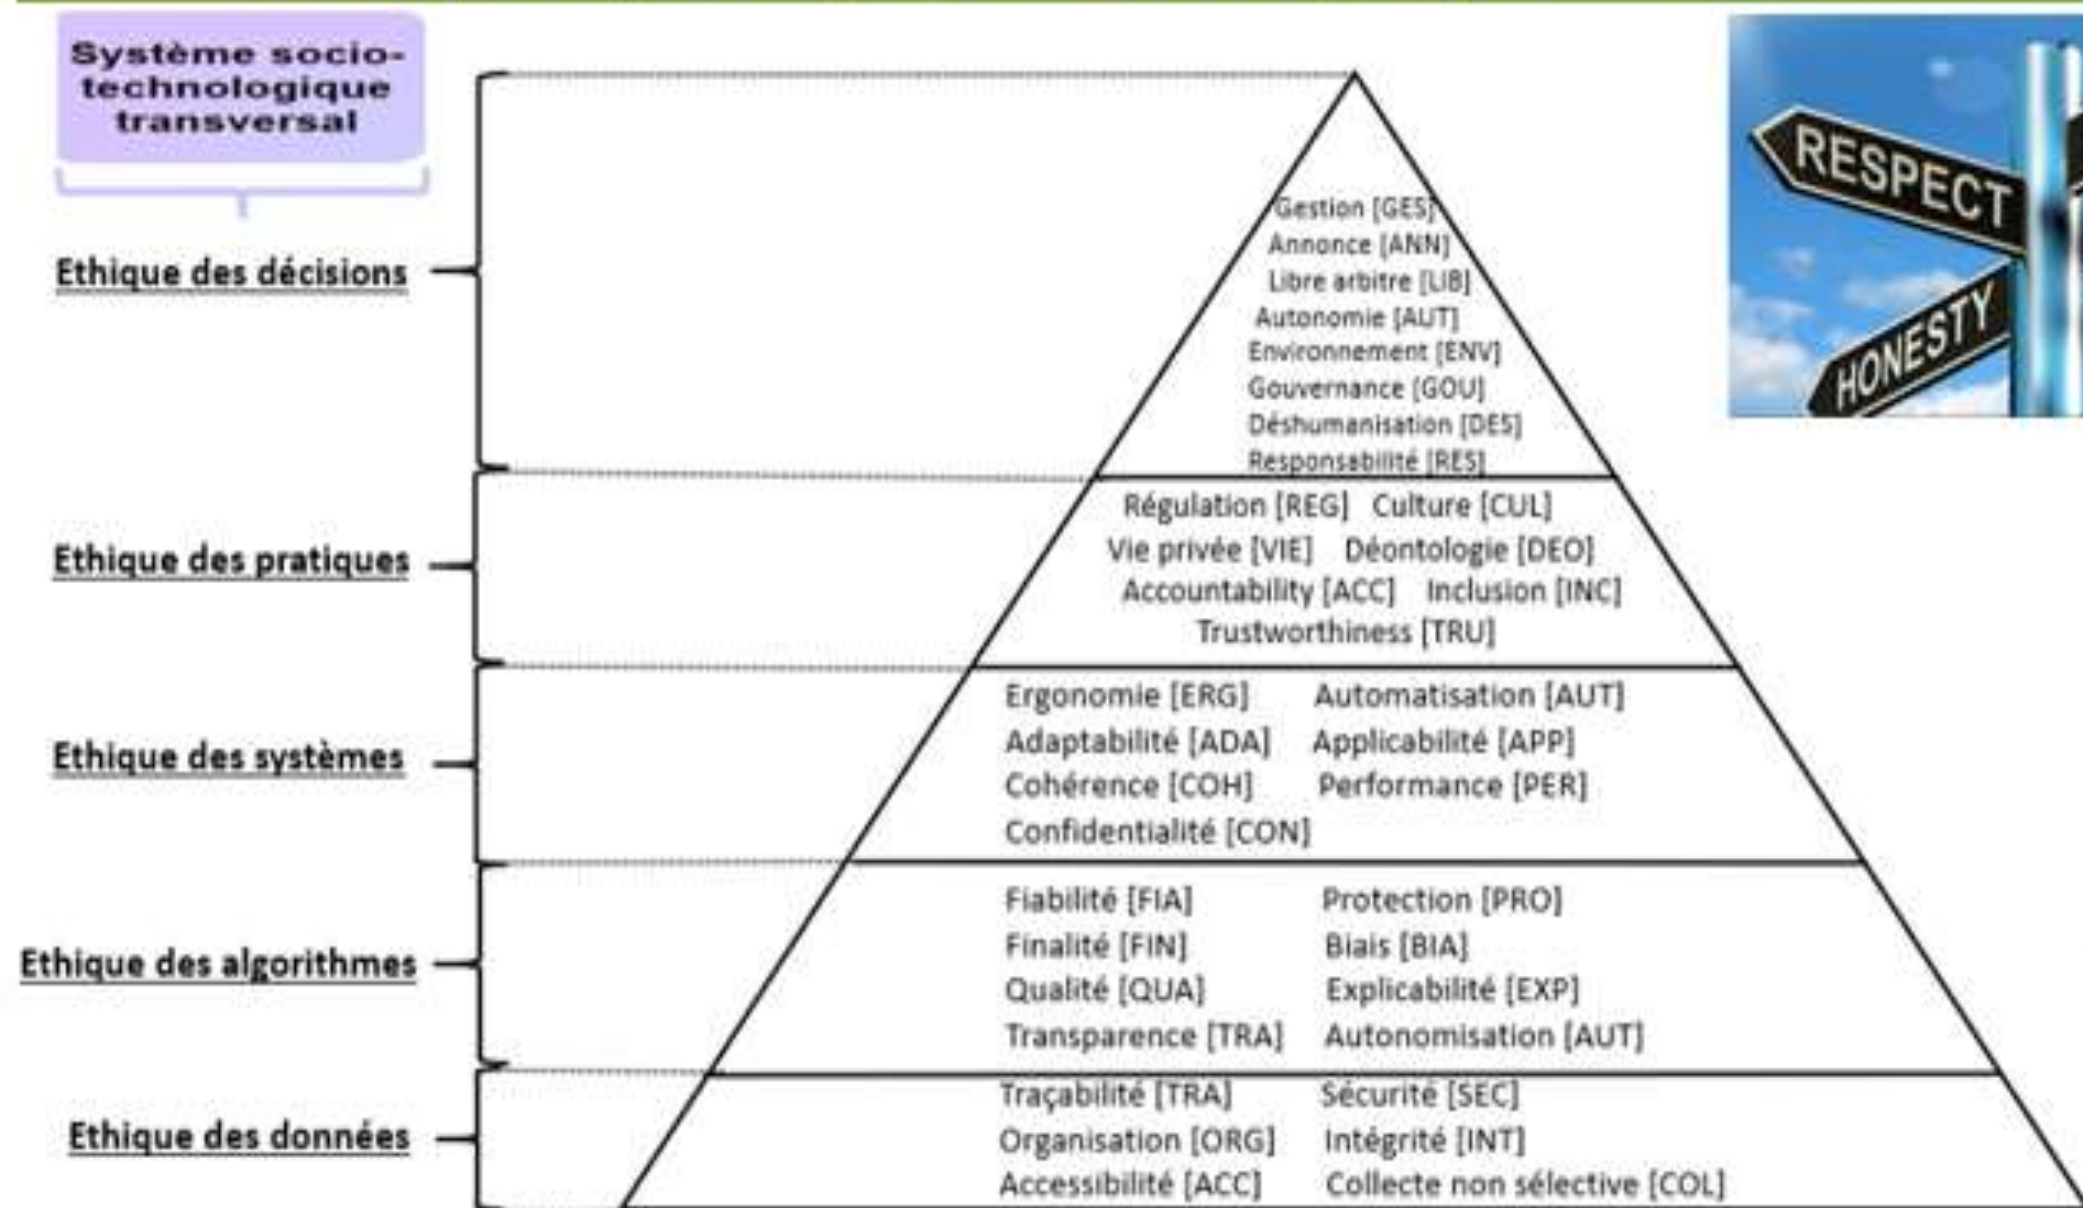 Système socio-
technologique
transversal
RESPECT
HONESTY
Ethique des décisions
Gestion [GES]
Annonce [ANN]
Libre arbitre [LIB]
Autonomie [AUT]
Environnement [ENV]
Gouvernance [GOU]
Déshumanisation [DES]
Responsabilité [RES]
Ethique des pratiques
Régulation [REG] Culture [CUL]
Vie privée [VIE] Déontologie [DEO]
Accountability [ACC] Inclusion [INC]
Trustworthiness [TRU]
Ethique des systèmes
Ergonomie [ERG] Automatisation [AUT]
Adaptabilité [ADA] Applicabilité [APP]
Cohérence [COH] Performance [PER]
Confidentialité [CON]
Ethique des algorithmes
Fiabilité [FIA] Protection [PRO]
Finalité [FIN] Biais [BIA]
Qualité [QUA] Explicabilité [EXP]
Transparence [TRA] Autonomisation [AUT]
Ethique des données
Traçabilité [TRA] Sécurité [SEC]
Organisation [ORG] Intégrité [INT]
Accessibilité [ACC] Collecte non sélective [COL]